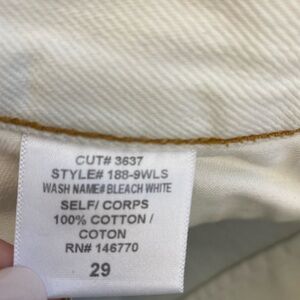 CUT# 3637
STYLE# 188-9WLS
WASH NAME# BLEACH WHITE
SELF/ CORPS
100% COTTON /
COTON
RN# 146770
29